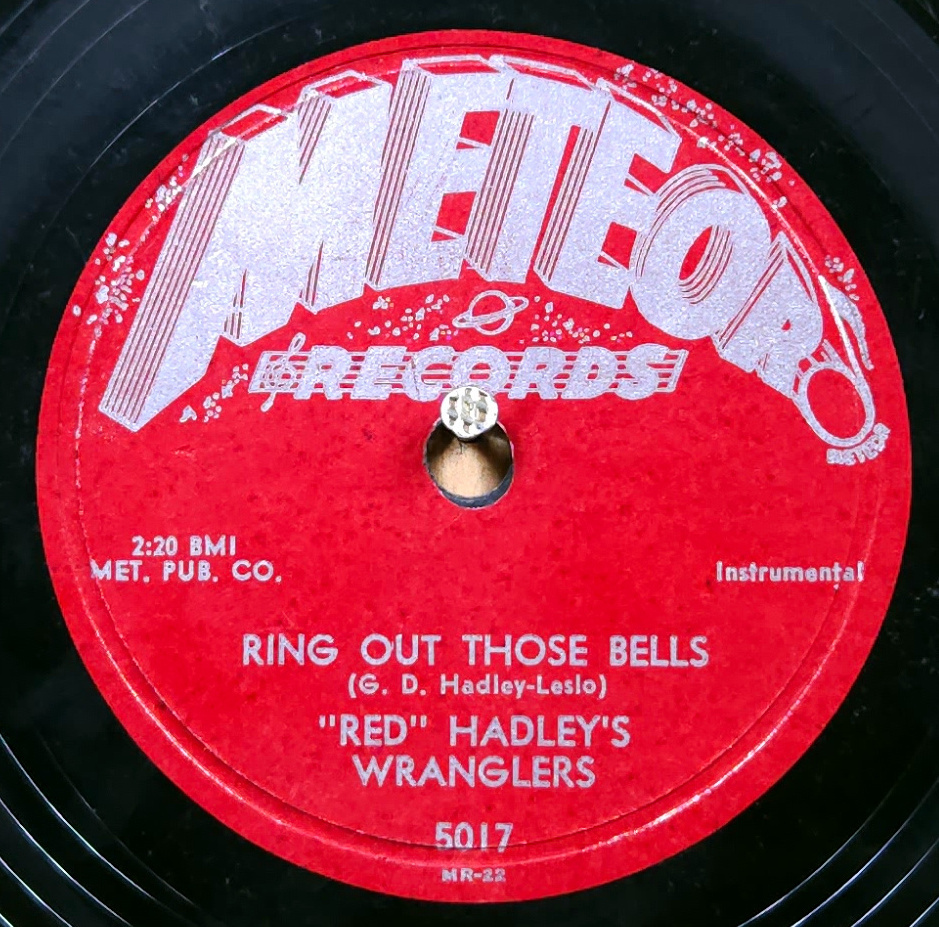 METEOR
RECORDS
METEOR
2:20 BMI
MET. PUB. CO.
Instrumental
RING OUT THOSE BELLS
(G. D. Hadley-Leslo)
"RED" HADLEY'S
WRANGLERS
5017
MR-22